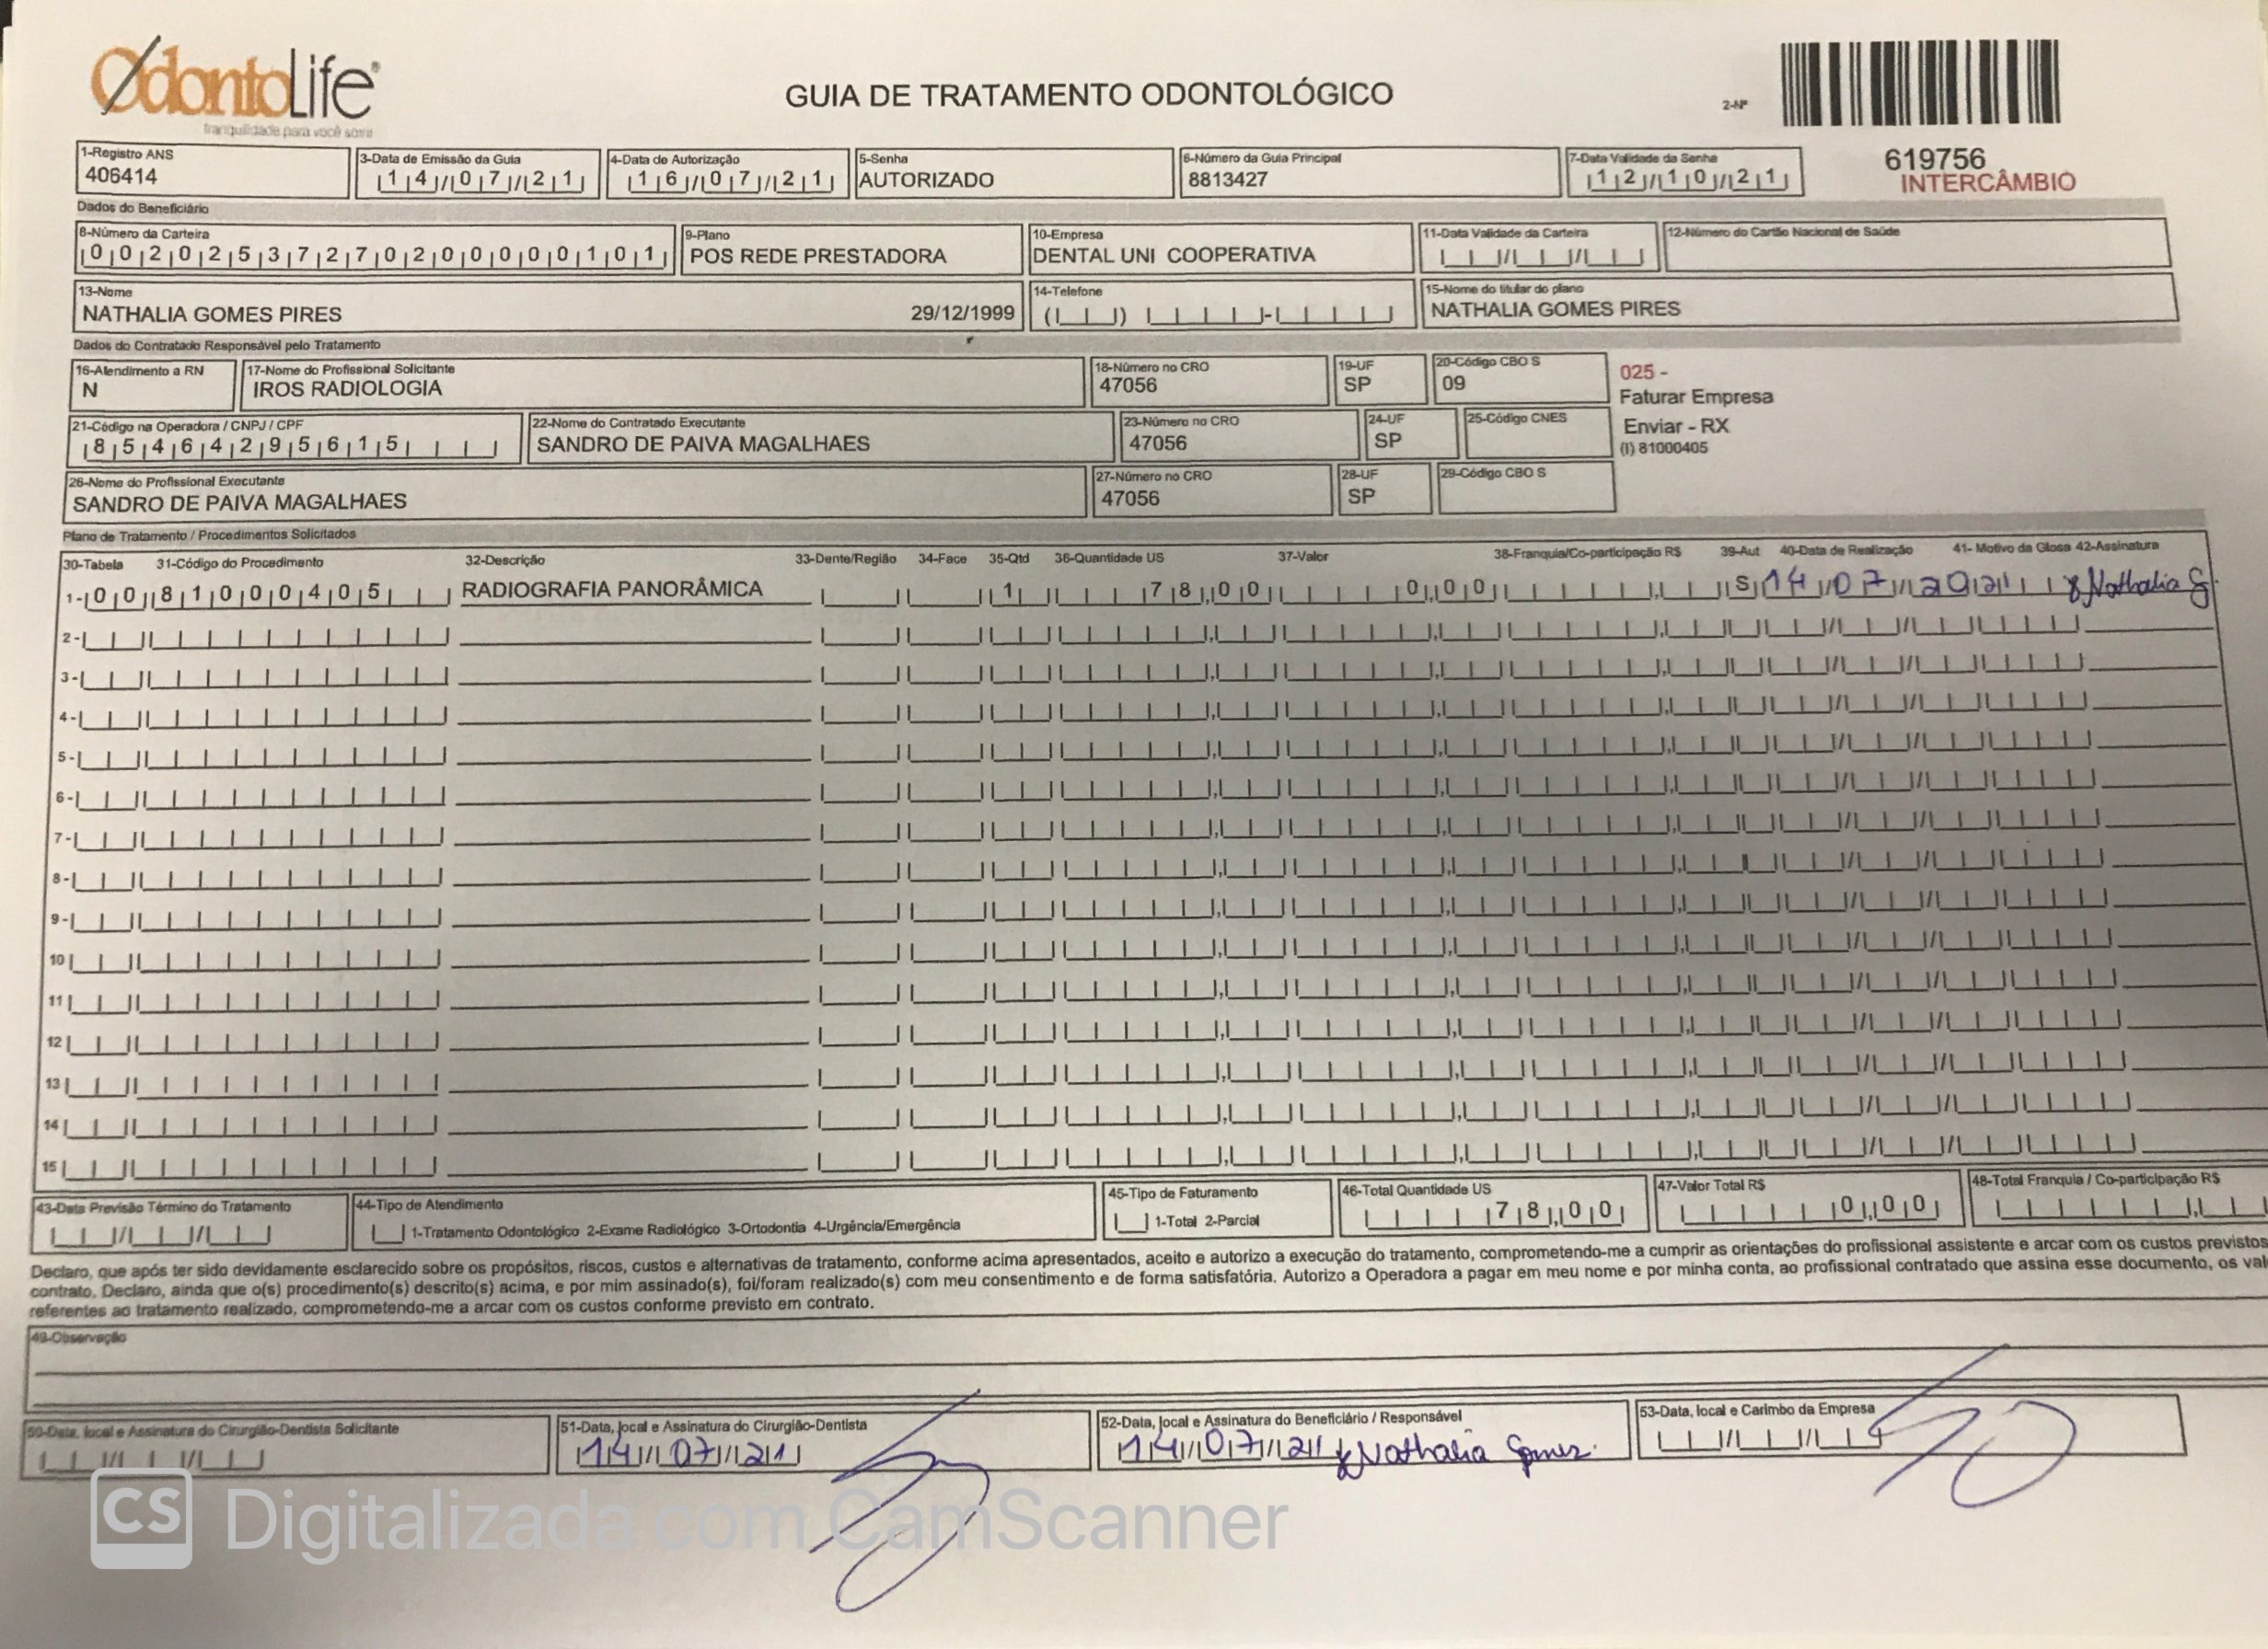 OdontoLife®
tranquilidade para você sorrir
GUIA DE TRATAMENTO ODONTOLÓGICO
2-Nº
619756
INTERCÂMBIO
1-Registro ANS
406414
3-Data de Emissão da Guia
14/07/21
4-Data de Autorização
16/07/21
5-Senha
AUTORIZADO
6-Número da Guia Principal
8813427
7-Data Validade da Senha
12/10/21
Dados do Beneficiário
8-Número da Carteira
00202537270200000101
9-Plano
POS REDE PRESTADORA
10-Empresa
DENTAL UNI COOPERATIVA
11-Data Validade da Carteira
12-Número do Cartão Nacional de Saúde
13-Nome
NATHALIA GOMES PIRES 29/12/1999
14-Telefone
15-Nome do titular do plano
NATHALIA GOMES PIRES
Dados do Contratado Responsável pelo Tratamento
16-Atendimento a RN
N
17-Nome do Profissional Solicitante
IROS RADIOLOGIA
18-Número no CRO
47056
19-UF
SP
20-Código CBO S
09
025 -
Faturar Empresa
Enviar - RX
(I) 81000405
21-Código na Operadora / CNPJ / CPF
85464295615
22-Nome do Contratado Executante
SANDRO DE PAIVA MAGALHAES
23-Número no CRO
47056
24-UF
SP
25-Código CNES
26-Nome do Profissional Executante
SANDRO DE PAIVA MAGALHAES
27-Número no CRO
47056
28-UF
SP
29-Código CBO S
Plano de Tratamento / Procedimentos Solicitados
30-Tabela 31-Código do Procedimento 32-Descrição 33-Dente/Região 34-Face 35-Qtd 36-Quantidade US 37-Valor 38-Franquia/Co-participação R$ 39-Aut 40-Data de Realização 41- Motivo da Glosa 42-Assinatura
1- 00 81000405 RADIOGRAFIA PANORÂMICA 1 78,00 0,00 S 14/07/2021 Nathalia G.
2-
3-
4-
5-
6-
7-
8-
9-
10
11
12
13
14
15
43-Data Previsão Término do Tratamento
44-Tipo de Atendimento
1-Tratamento Odontológico 2-Exame Radiológico 3-Ortodontia 4-Urgência/Emergência
45-Tipo de Faturamento
1-Total 2-Parcial
46-Total Quantidade US
78,00
47-Valor Total R$
0,00
48-Total Franquia / Co-participação R$
Declaro, que após ter sido devidamente esclarecido sobre os propósitos, riscos, custos e alternativas de tratamento, conforme acima apresentados, aceito e autorizo a execução do tratamento, comprometendo-me a cumprir as orientações do profissional assistente e arcar com os custos previstos
contrato. Declaro, ainda que o(s) procedimento(s) descrito(s) acima, e por mim assinado(s), foi/foram realizado(s) com meu consentimento e de forma satisfatória. Autorizo a Operadora a pagar em meu nome e por minha conta, ao profissional contratado que assina esse documento, os val
referentes ao tratamento realizado, comprometendo-me a arcar com os custos conforme previsto em contrato.
49-Observação
50-Data, local e Assinatura do Cirurgião-Dentista Solicitante
51-Data, local e Assinatura do Cirurgião-Dentista
14/07/21
52-Data, local e Assinatura do Beneficiário / Responsável
14/07/21 Nathalia Gomes.
53-Data, local e Carimbo da Empresa
CS Digitalizada com CamScanner